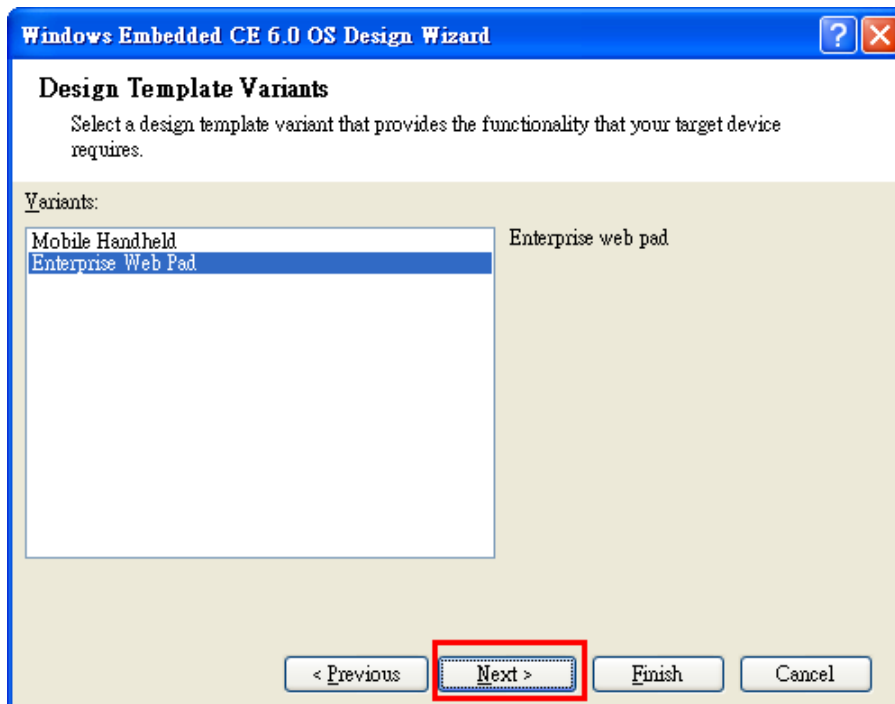 Windows Embedded CE 6.0 OS Design Wizard
Design Template Variants
Select a design template variant that provides the functionality that your target device
requires.
Variants:
Mobile Handheld
Enterprise Web Pad
Enterprise web pad
< Previous
Next >
Finish
Cancel